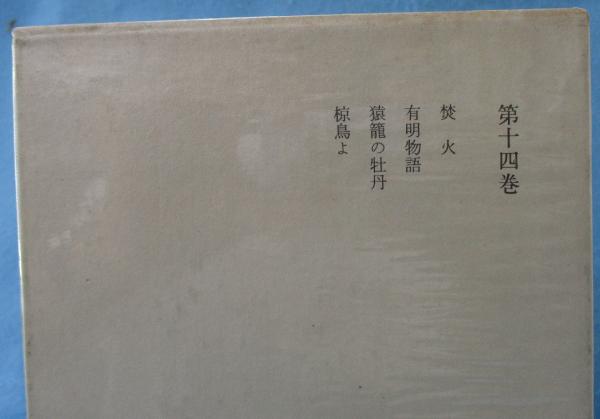 第十四巻
焚火
有明物語
猿籠の牡丹
椋鳥よ